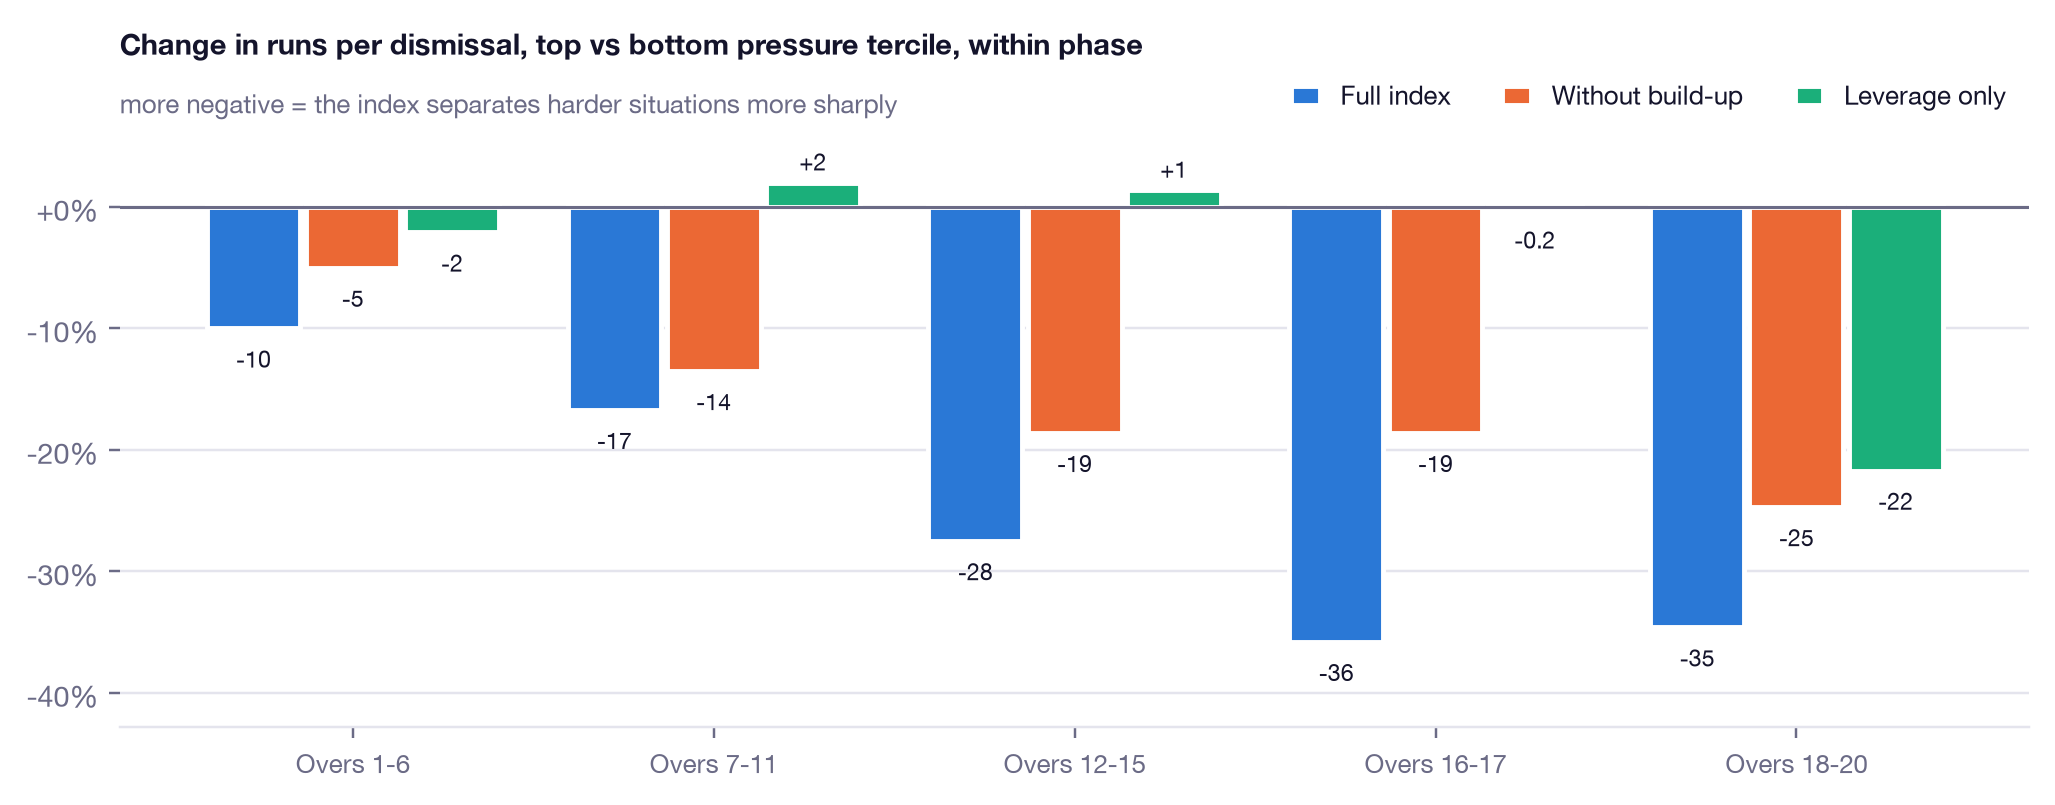 Change in runs per dismissal, top vs bottom pressure tercile, within phase
more negative = the index separates harder situations more sharply
Full index Without build-up Leverage only
+0%
-10%
-20%
-30%
-40%
-10 -5 -2
-17 -14 +2
-28 -19 +1
-36 -19 -0.2
-35 -25 -22
Overs 1-6 Overs 7-11 Overs 12-15 Overs 16-17 Overs 18-20